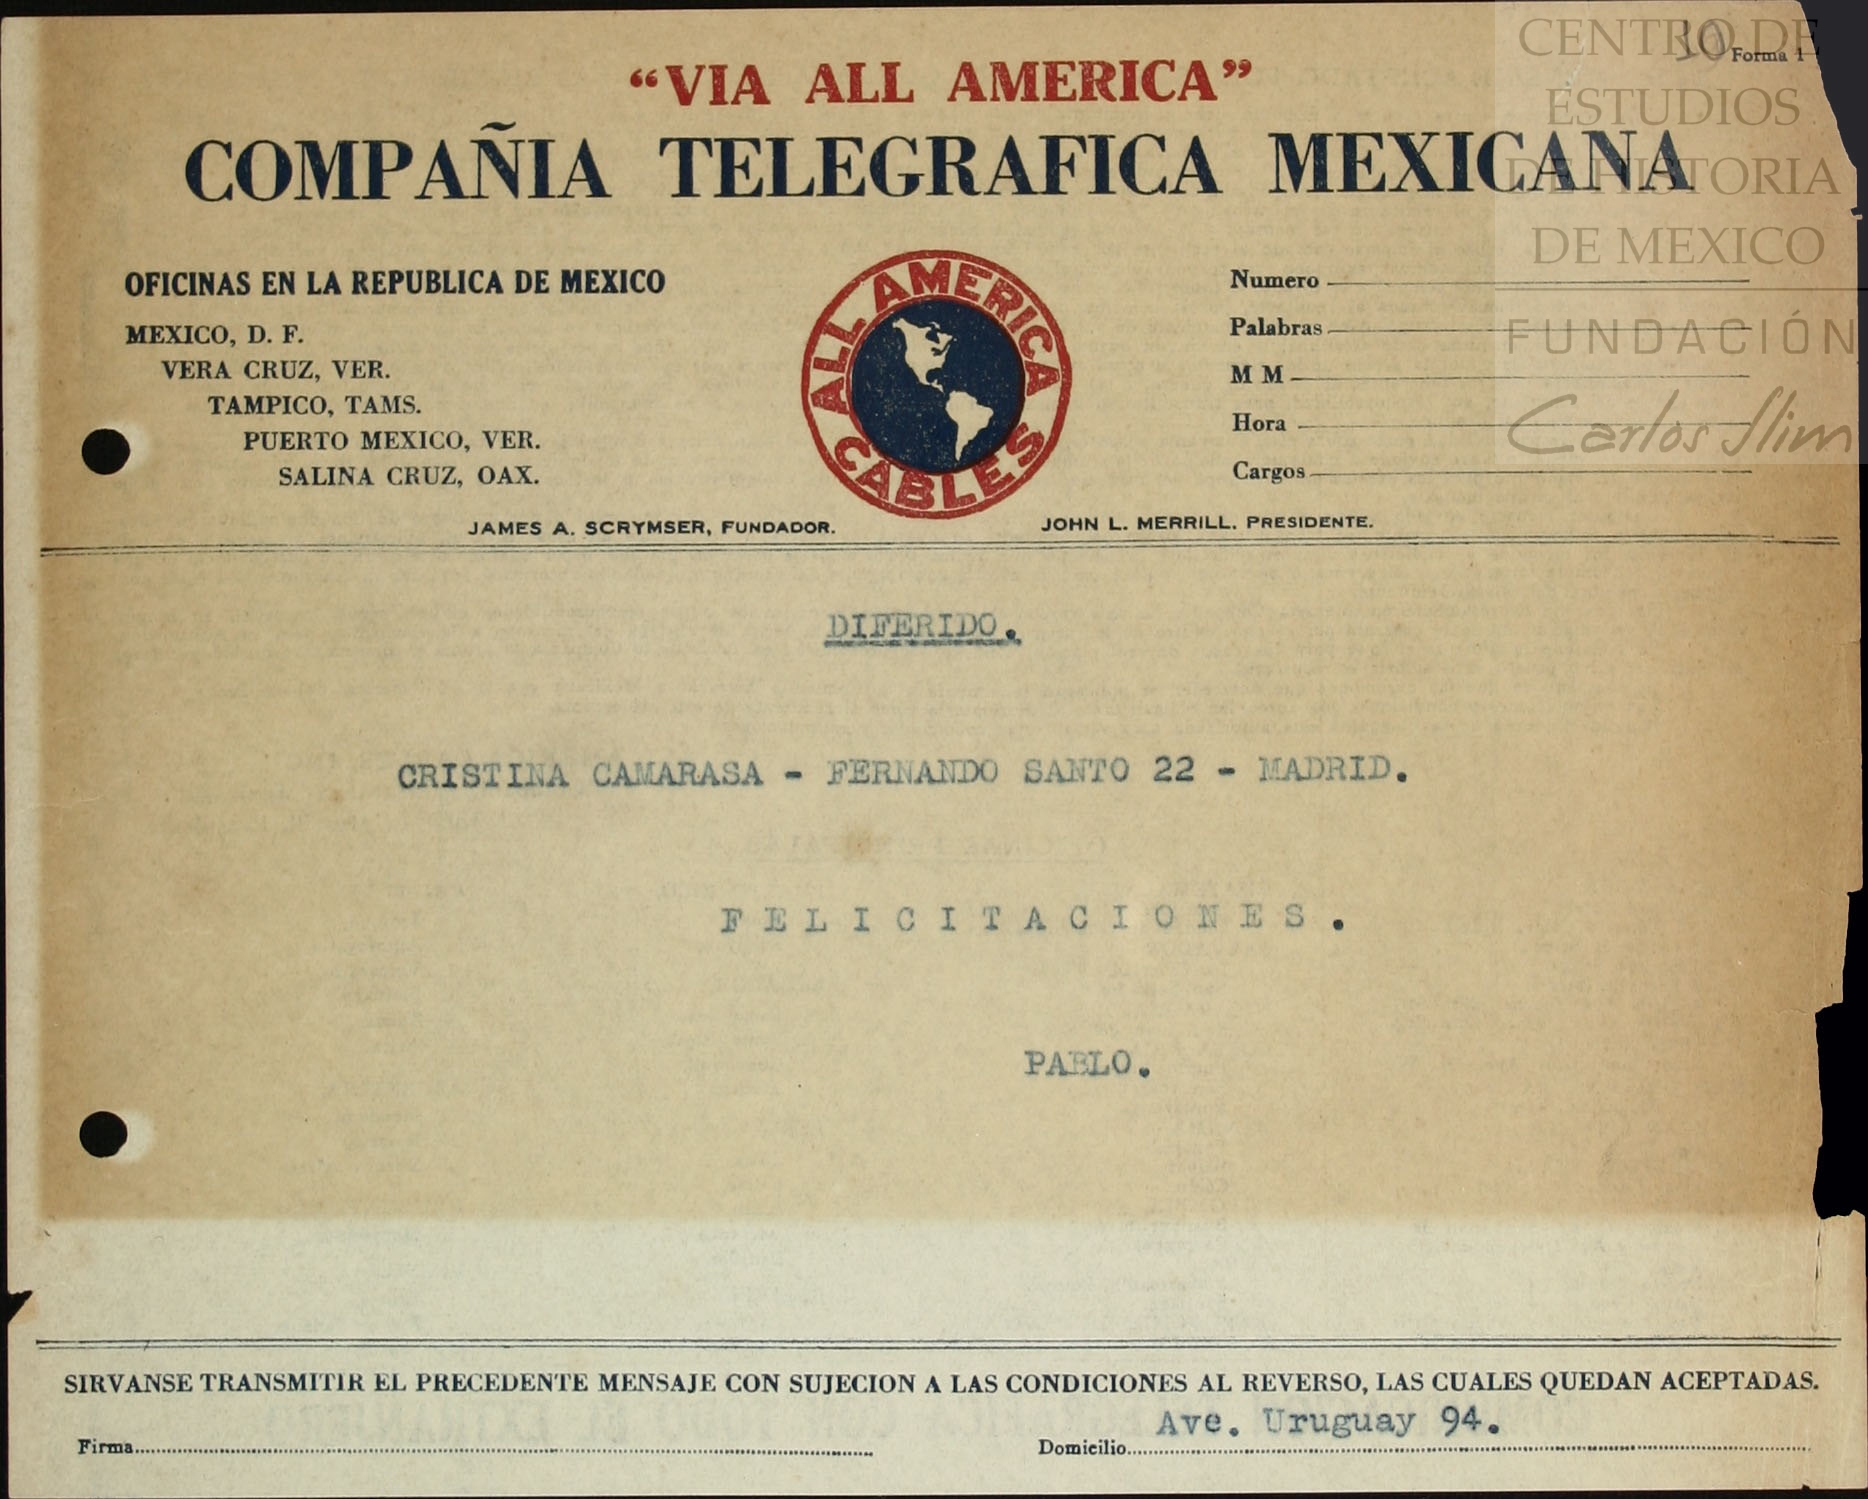 10 Forma 1
"VIA ALL AMERICA"
COMPAÑIA TELEGRAFICA MEXICANA
OFICINAS EN LA REPUBLICA DE MEXICO
MEXICO, D. F.
VERA CRUZ, VER.
TAMPICO, TAMS.
PUERTO MEXICO, VER.
SALINA CRUZ, OAX.
ALL AMERICA CABLES
Numero
Palabras
M M
Hora
Cargos
JAMES A. SCRYMSER, FUNDADOR.
JOHN L. MERRILL, PRESIDENTE.
CENTRO DE
ESTUDIOS
DE HISTORIA
DE MEXICO
FUNDACIÓN
Carlos Slim
DIFERIDO.
CRISTINA CAMARASA - FERNANDO SANTO 22 - MADRID.
FELICITACIONES.
PABLO.
SIRVANSE TRANSMITIR EL PRECEDENTE MENSAJE CON SUJECION A LAS CONDICIONES AL REVERSO, LAS CUALES QUEDAN ACEPTADAS.
Firma
Domicilio Ave. Uruguay 94.